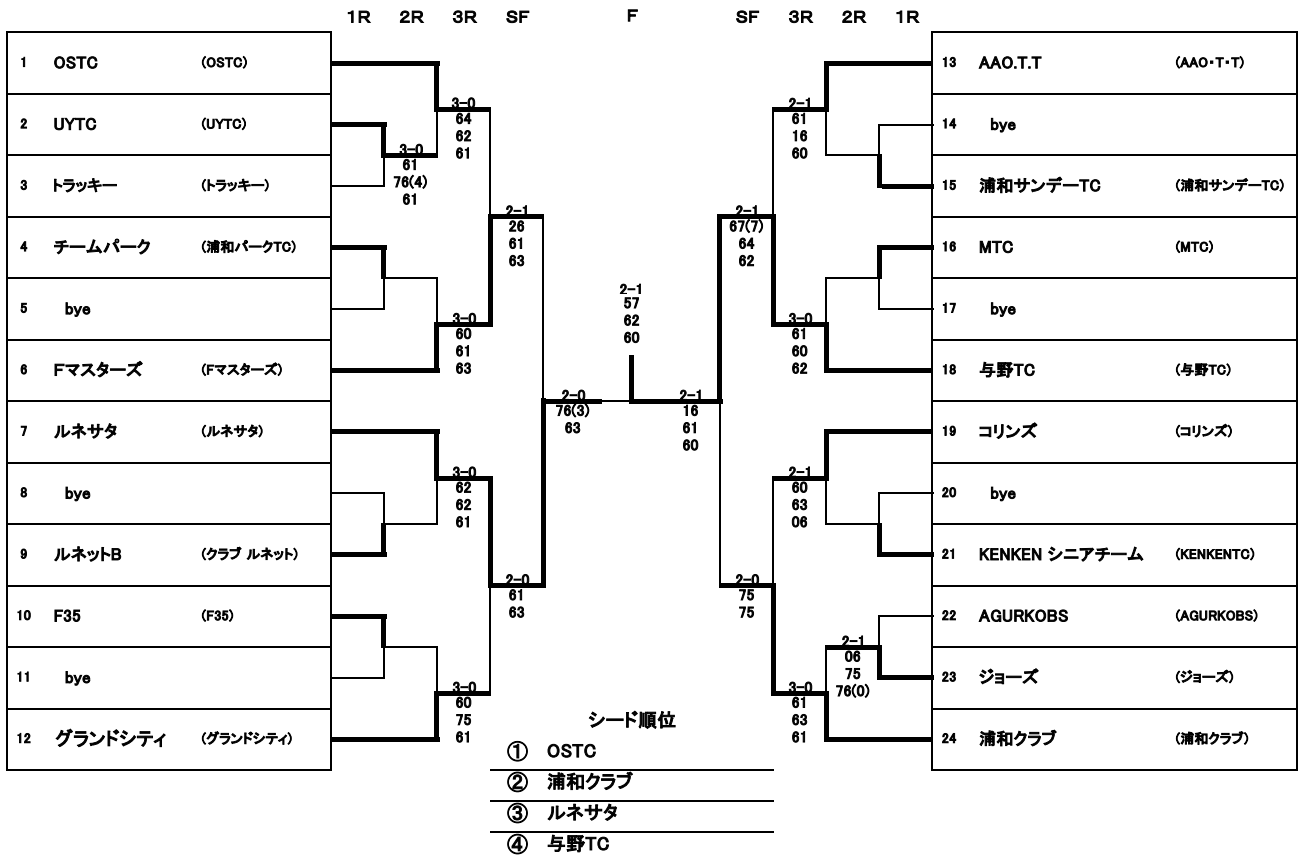 1R 2R 3R SF F SF 3R 2R 1R
1 OSTC (OSTC)
2 UYTC (UYTC)
3 トラッキー (トラッキー)
4 チームパーク (浦和パークTC)
5 bye
6 Fマスターズ (Fマスターズ)
7 ルネサタ (ルネサタ)
8 bye
9 ルネットB (クラブ ルネット)
10 F35 (F35)
11 bye
12 グランドシティ (グランドシティ)
3-0
61
76(4)
61
3-0
64
62
61
3-0
60
61
63
3-0
62
62
61
3-0
60
75
61
2-1
26
61
63
2-0
61
63
2-0
76(3)
63
2-1
57
62
60
2-1
16
61
60
2-1
67(7)
64
62
2-0
75
75
2-1
61
16
60
3-0
61
60
62
2-1
60
63
06
3-0
61
63
61
2-1
06
75
76(0)
13 AAO.T.T (AAO・T・T)
14 bye
15 浦和サンデーTC (浦和サンデーTC)
16 MTC (MTC)
17 bye
18 与野TC (与野TC)
19 コリンズ (コリンズ)
20 bye
21 KENKEN シニアチーム (KENKENTC)
22 AGURKOBS (AGURKOBS)
23 ジョーズ (ジョーズ)
24 浦和クラブ (浦和クラブ)
シード順位
① OSTC
② 浦和クラブ
③ ルネサタ
④ 与野TC